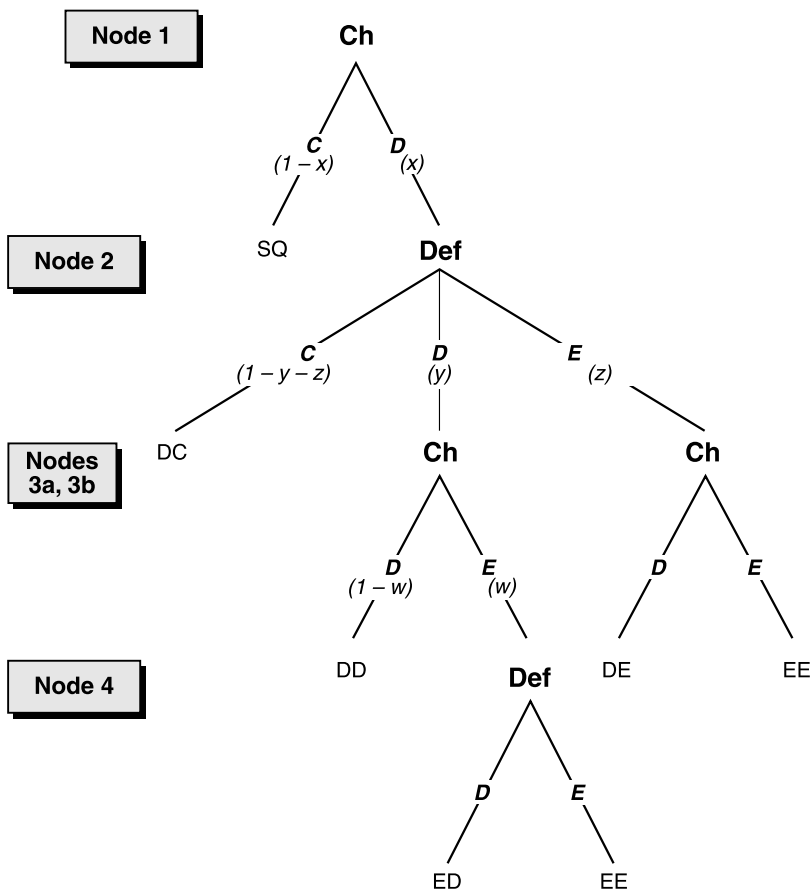 Node 1
Ch
C
D
(1 – x)
(x)
SQ
Node 2
Def
C
D
E
(1 – y – z)
(y)
(z)
DC
Nodes
3a, 3b
Ch
Ch
D
E
D
E
(1 – w)
(w)
DD
DE
EE
Node 4
Def
D
E
ED
EE